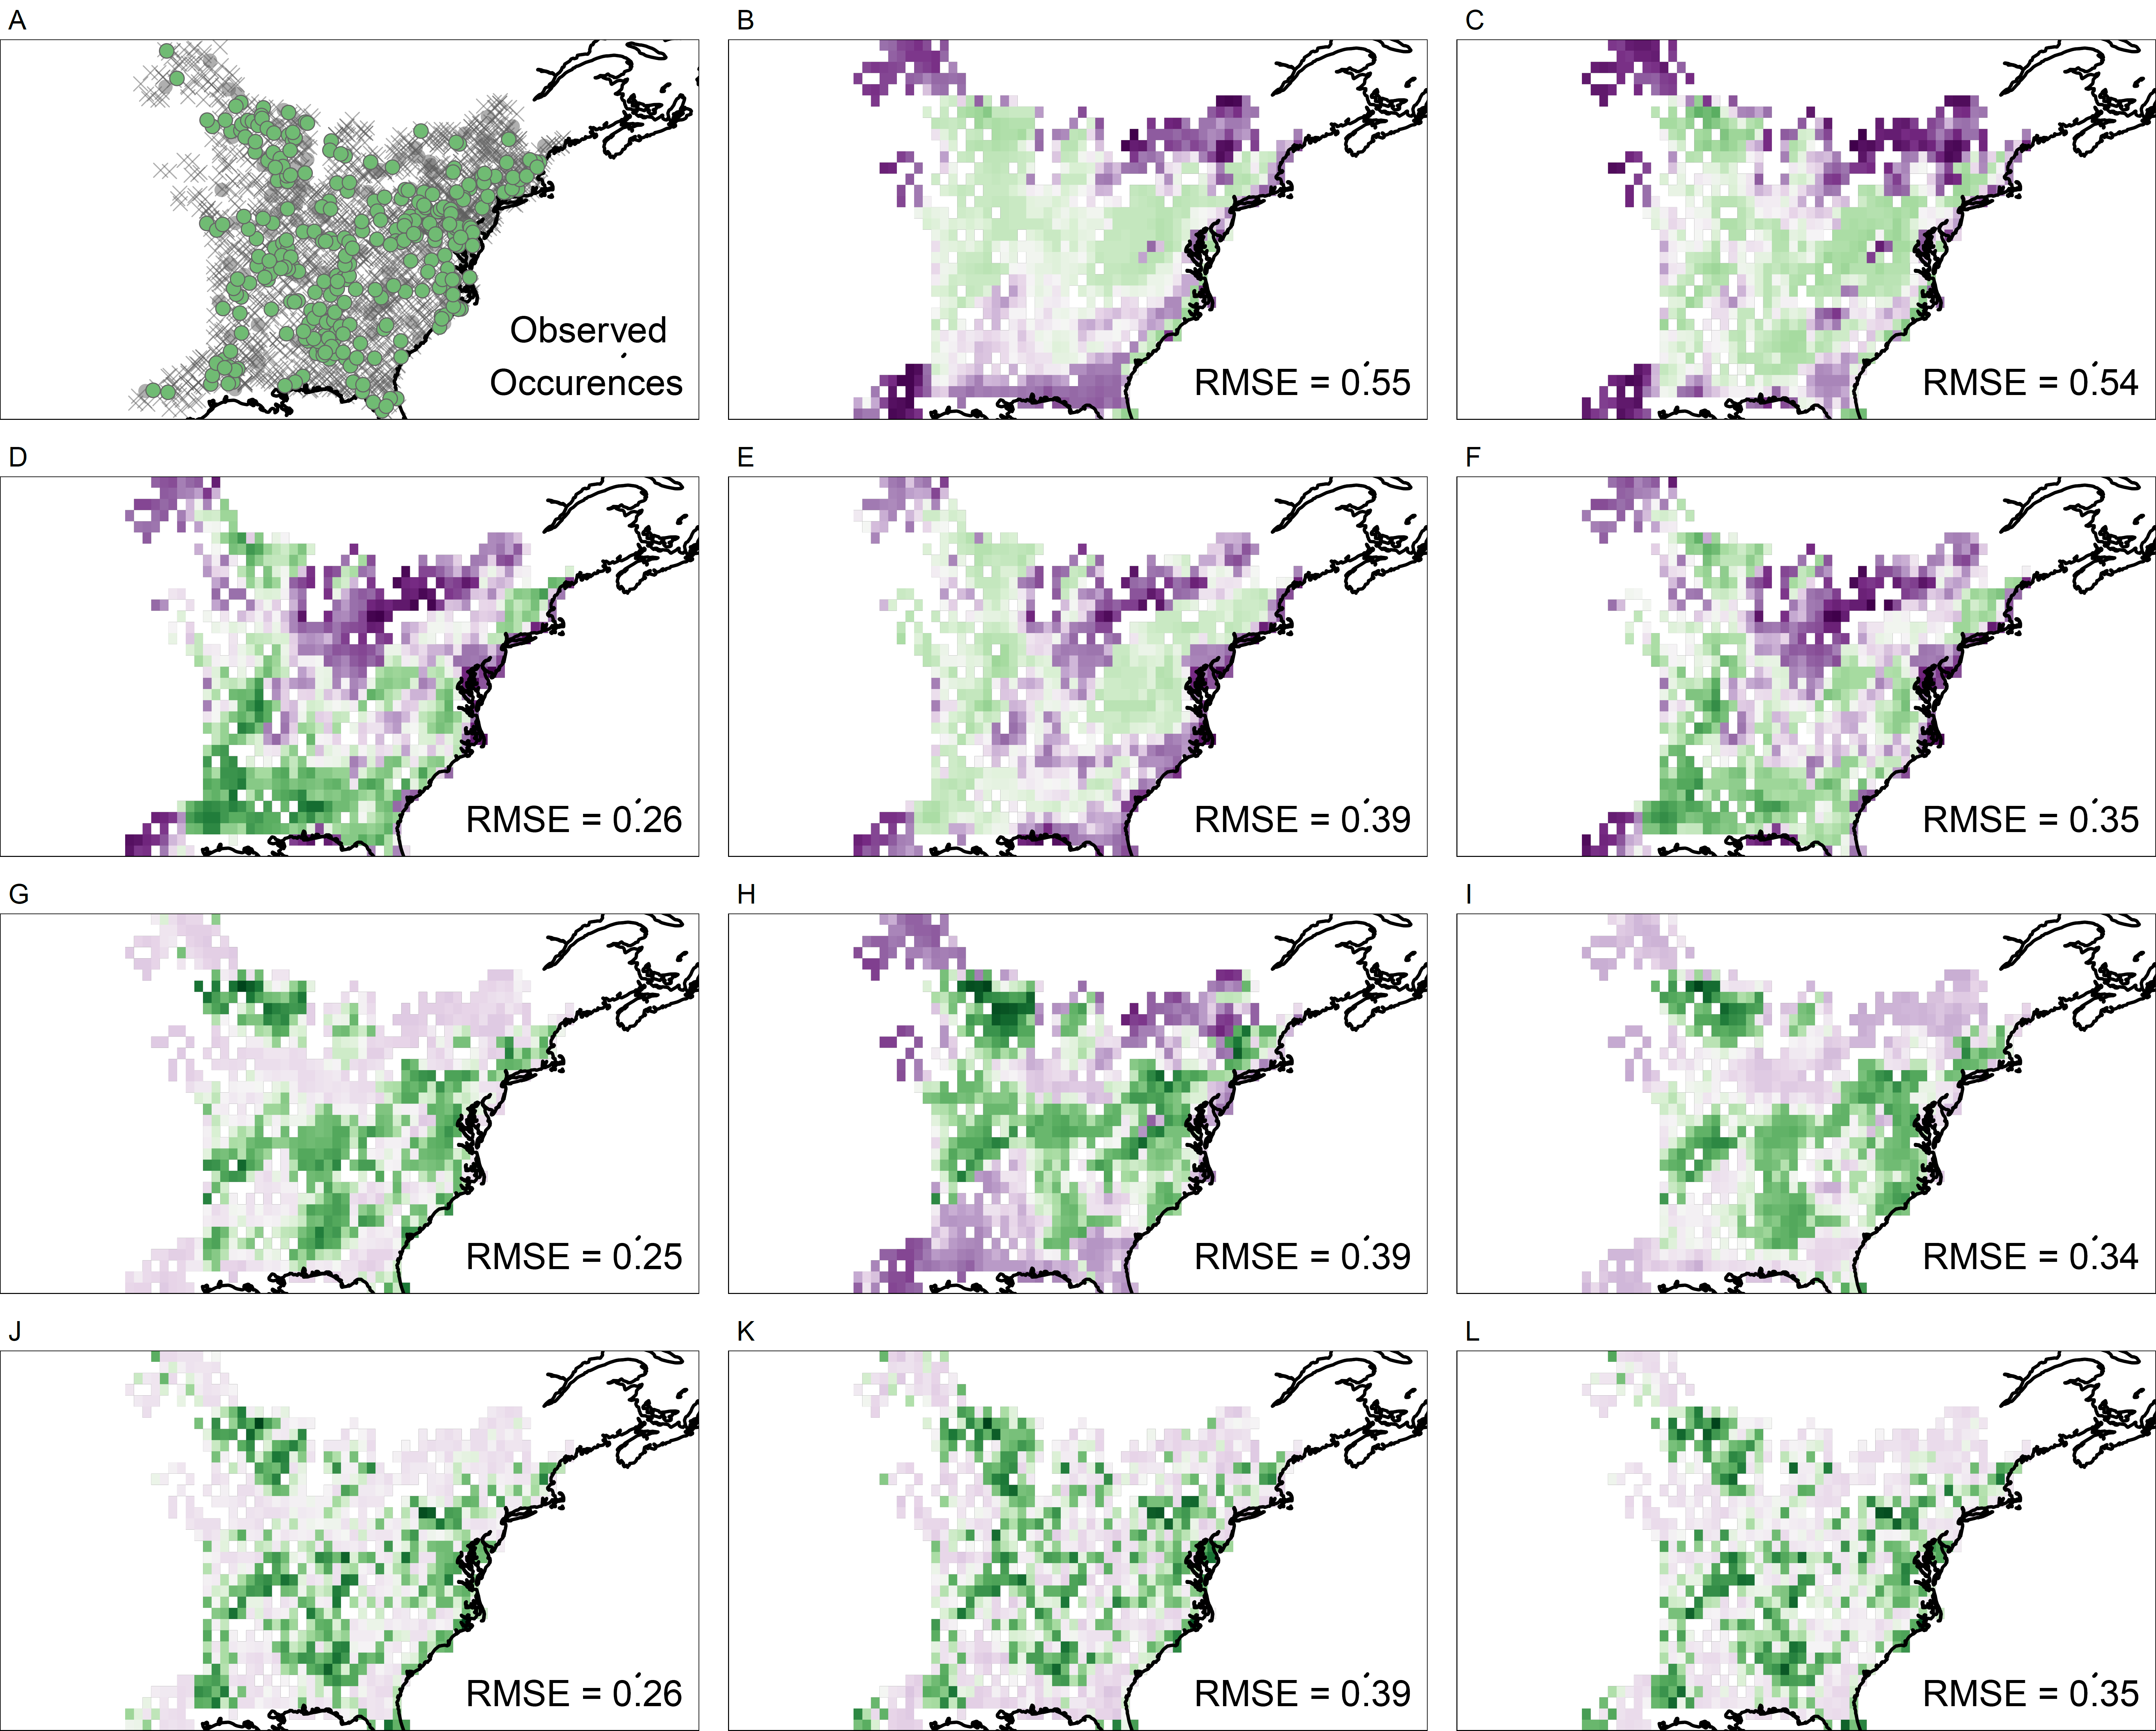 A
B
C
Observed
Occurences
RMSE = 0.55
RMSE = 0.54
D
E
F
RMSE = 0.26
RMSE = 0.39
RMSE = 0.35
G
H
I
RMSE = 0.25
RMSE = 0.39
RMSE = 0.34
J
K
L
RMSE = 0.26
RMSE = 0.39
RMSE = 0.35